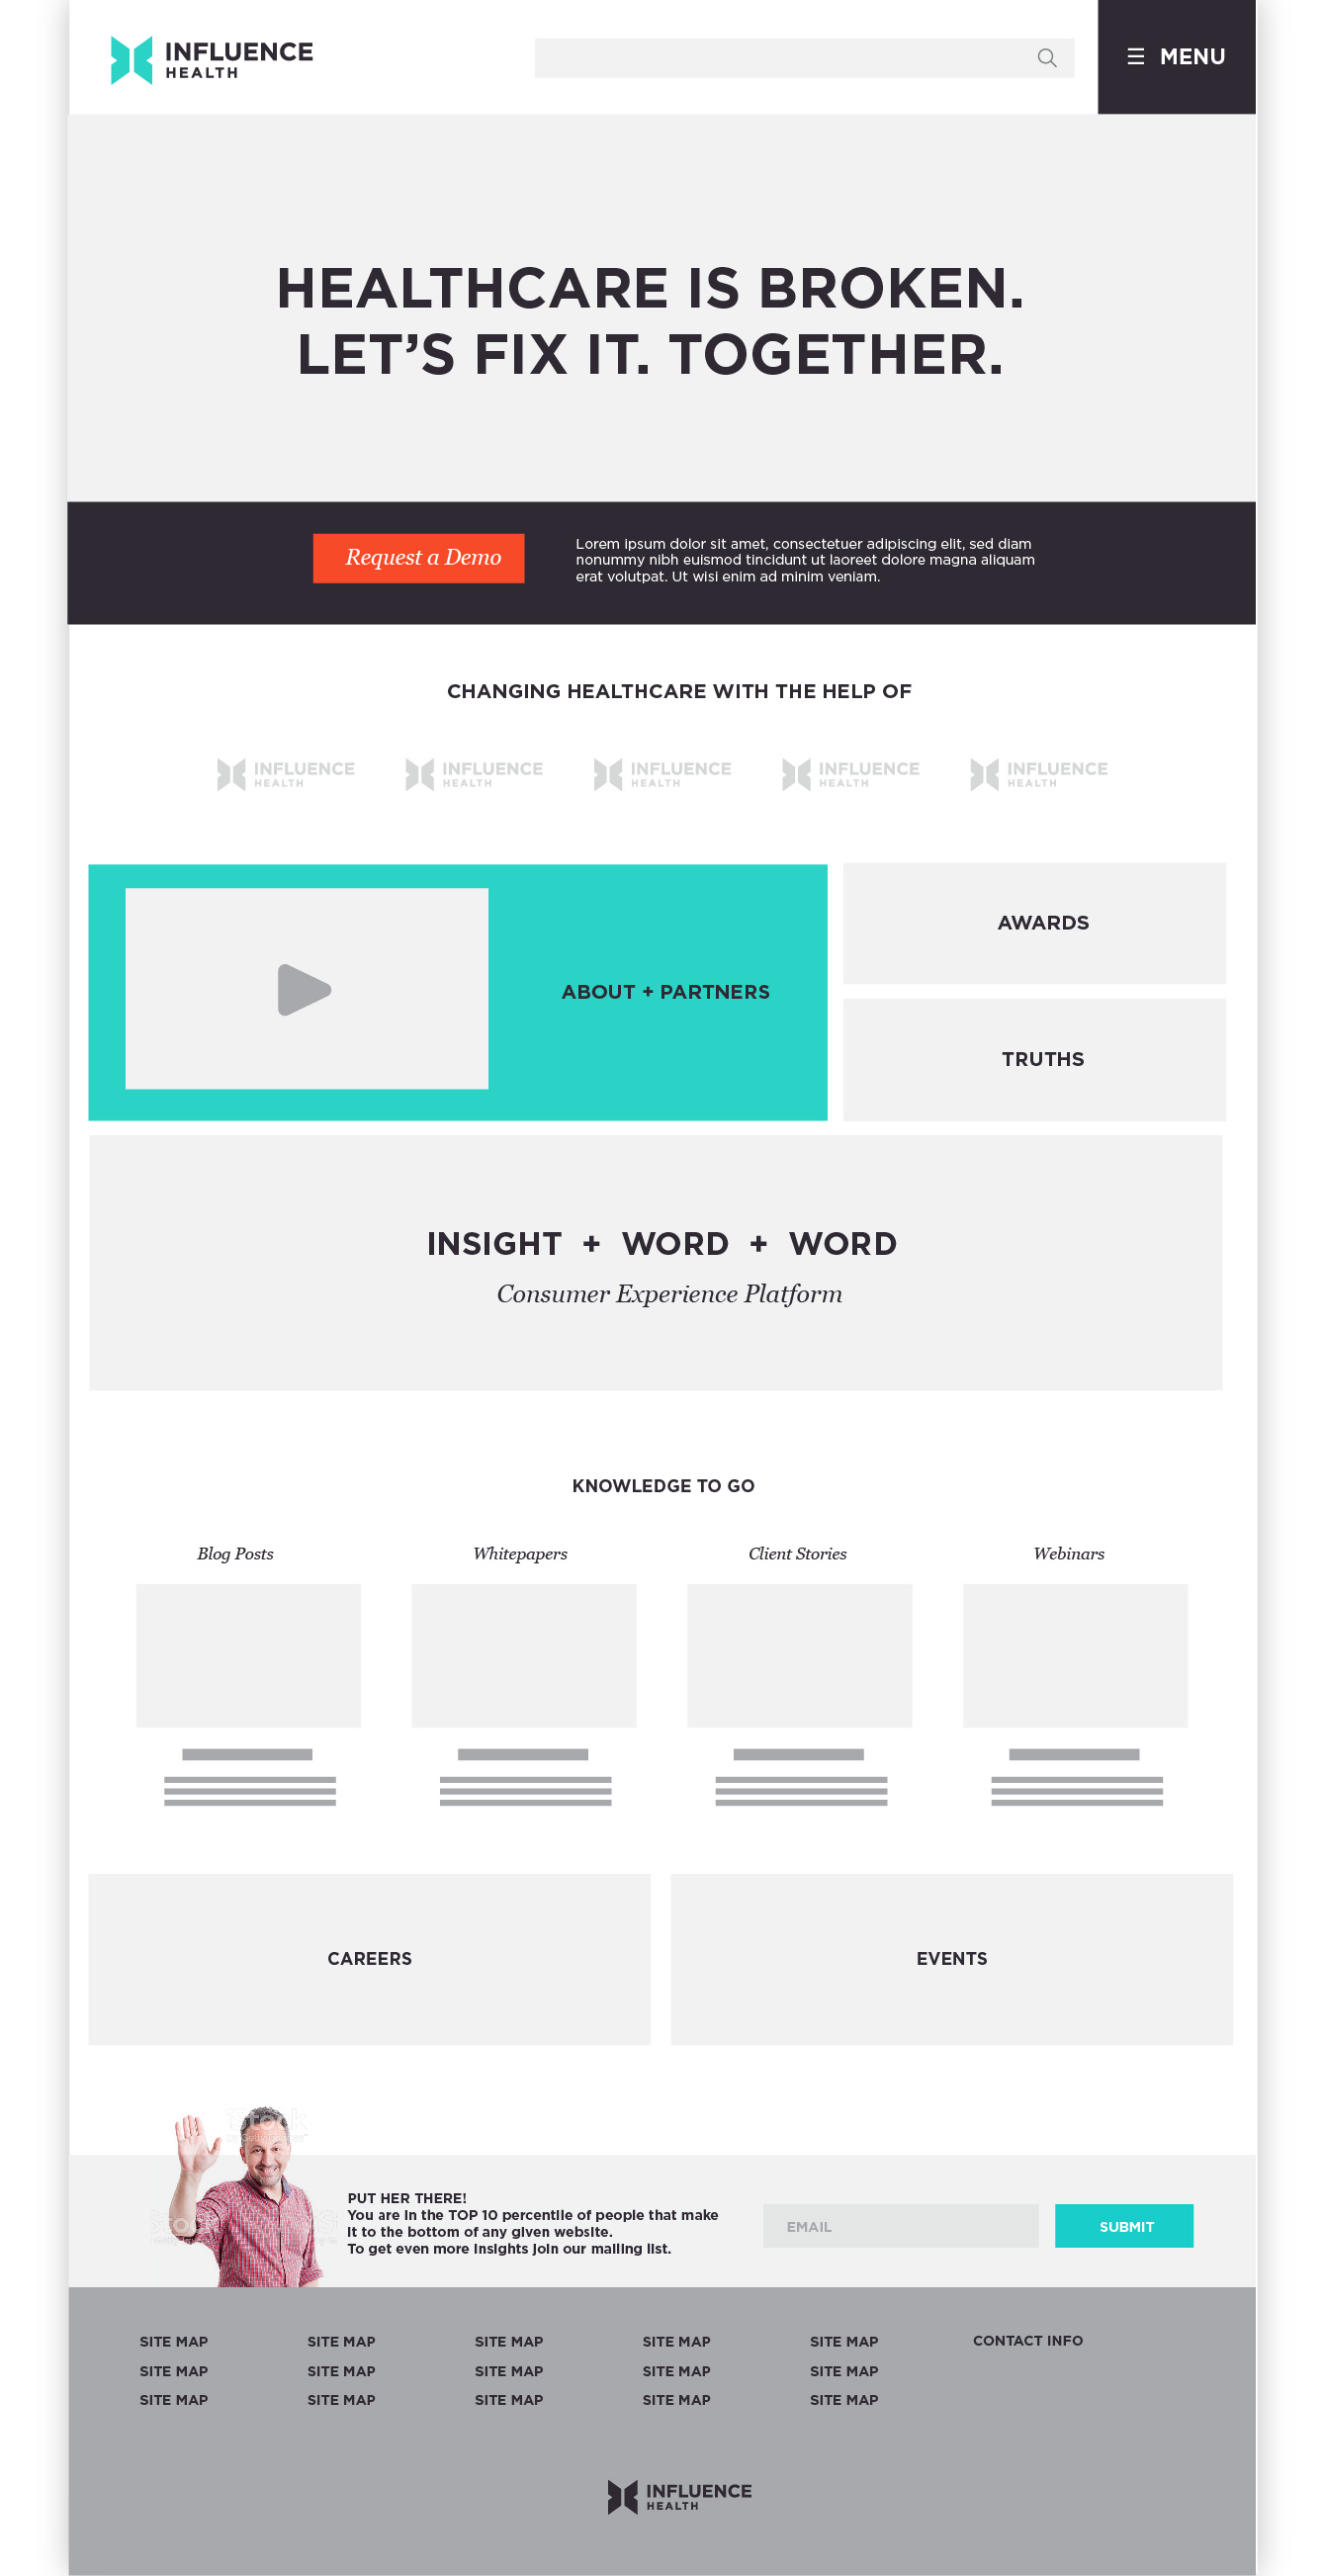 INFLUENCE
HEALTH
MENU
HEALTHCARE IS BROKEN.
LET’S FIX IT. TOGETHER.
Request a Demo
Lorem ipsum dolor sit amet, consectetuer adipiscing elit, sed diam
nonummy nibh euismod tincidunt ut laoreet dolore magna aliquam
erat volutpat. Ut wisi enim ad minim veniam.
CHANGING HEALTHCARE WITH THE HELP OF
INFLUENCE INFLUENCE INFLUENCE INFLUENCE INFLUENCE
HEALTH HEALTH HEALTH HEALTH HEALTH
ABOUT + PARTNERS
AWARDS
TRUTHS
INSIGHT + WORD + WORD
Consumer Experience Platform
KNOWLEDGE TO GO
Blog Posts Whitepapers Client Stories Webinars
CAREERS EVENTS
iStock
PUT HER THERE!
You are in the TOP 10 percentile of people that make
it to the bottom of any given website.
To get even more insights join our mailing list.
EMAIL SUBMIT
SITE MAP SITE MAP SITE MAP SITE MAP SITE MAP CONTACT INFO
SITE MAP SITE MAP SITE MAP SITE MAP SITE MAP
SITE MAP SITE MAP SITE MAP SITE MAP SITE MAP
INFLUENCE
HEALTH